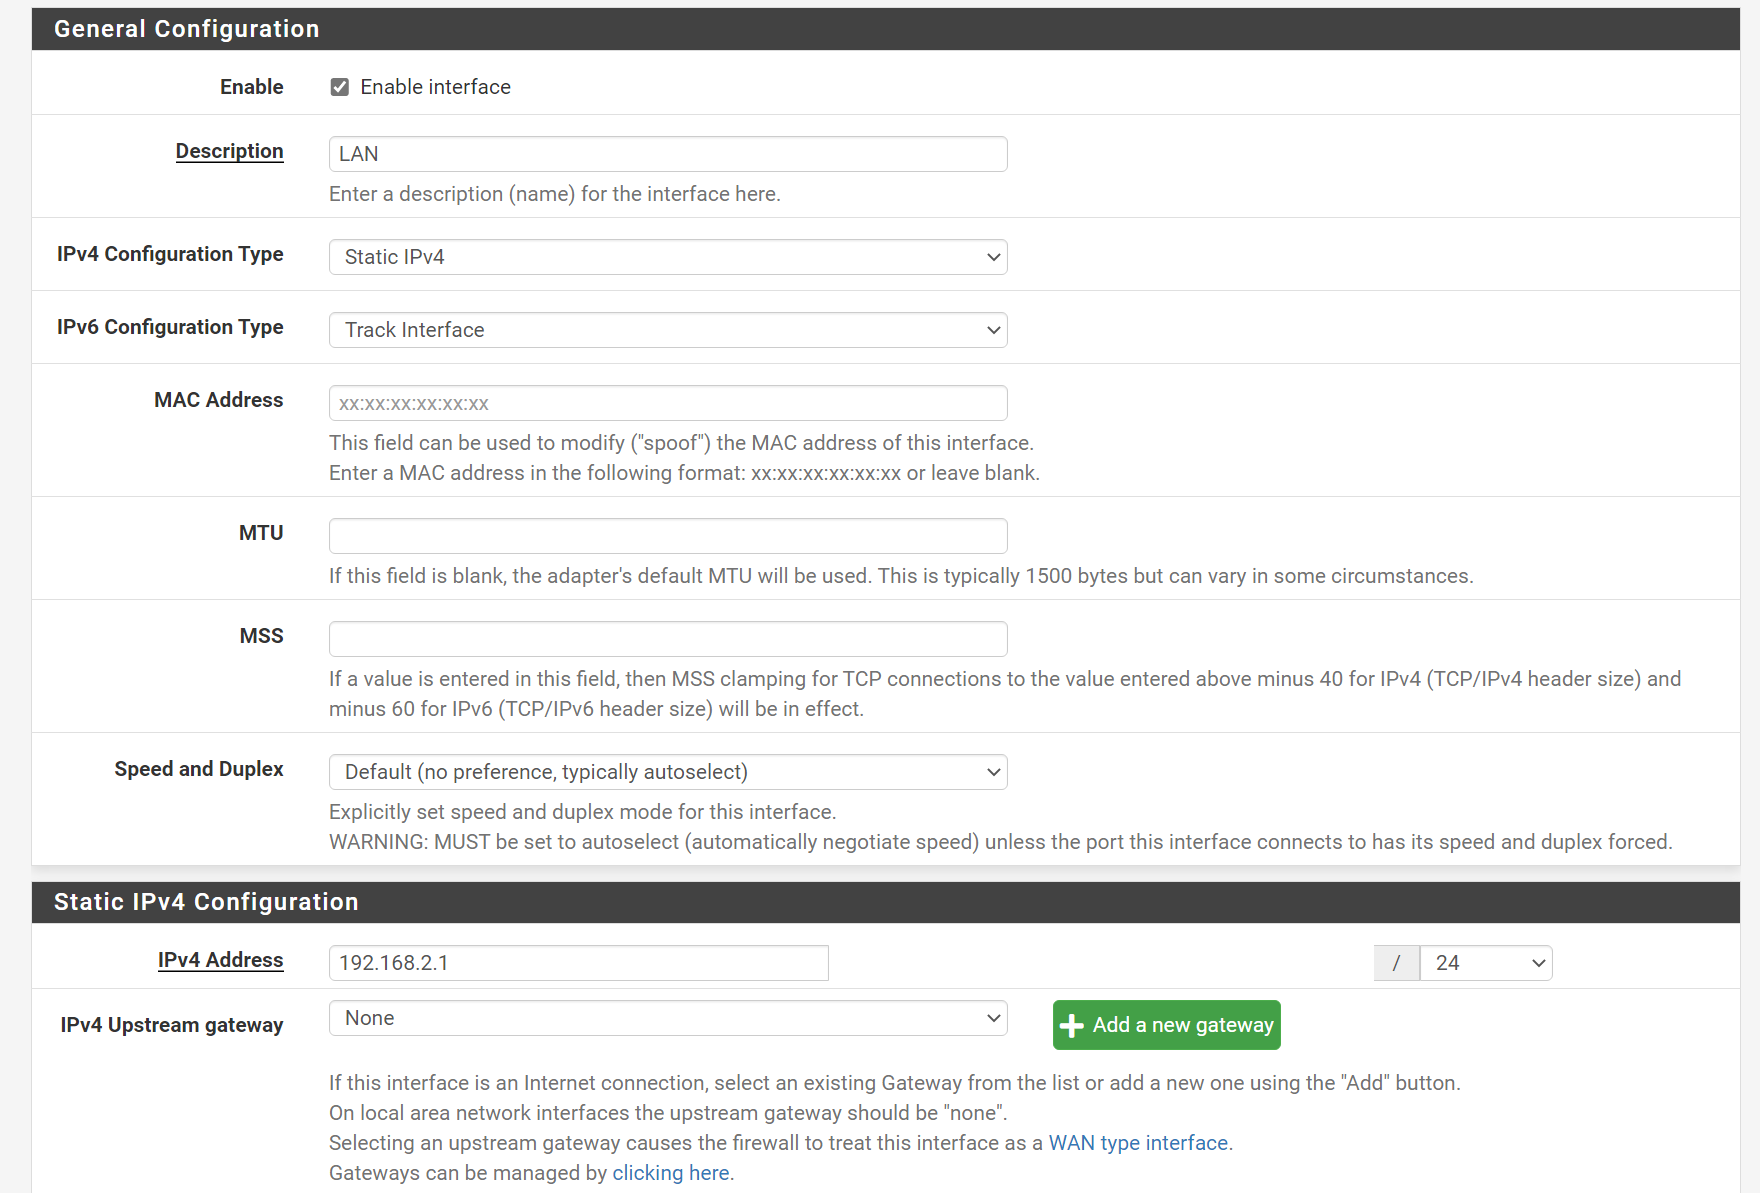 General Configuration
Enable
Enable interface
Description
LAN
Enter a description (name) for the interface here.
IPv4 Configuration Type
Static IPv4
IPv6 Configuration Type
Track Interface
MAC Address
xx:xx:xx:xx:xx:xx
This field can be used to modify ("spoof") the MAC address of this interface.
Enter a MAC address in the following format: xx:xx:xx:xx:xx:xx or leave blank.
MTU
If this field is blank, the adapter's default MTU will be used. This is typically 1500 bytes but can vary in some circumstances.
MSS
If a value is entered in this field, then MSS clamping for TCP connections to the value entered above minus 40 for IPv4 (TCP/IPv4 header size) and
minus 60 for IPv6 (TCP/IPv6 header size) will be in effect.
Speed and Duplex
Default (no preference, typically autoselect)
Explicitly set speed and duplex mode for this interface.
WARNING: MUST be set to autoselect (automatically negotiate speed) unless the port this interface connects to has its speed and duplex forced.
Static IPv4 Configuration
IPv4 Address
192.168.2.1
/ 24
IPv4 Upstream gateway
None
Add a new gateway
If this interface is an Internet connection, select an existing Gateway from the list or add a new one using the "Add" button.
On local area network interfaces the upstream gateway should be "none".
Selecting an upstream gateway causes the firewall to treat this interface as a WAN type interface.
Gateways can be managed by clicking here.